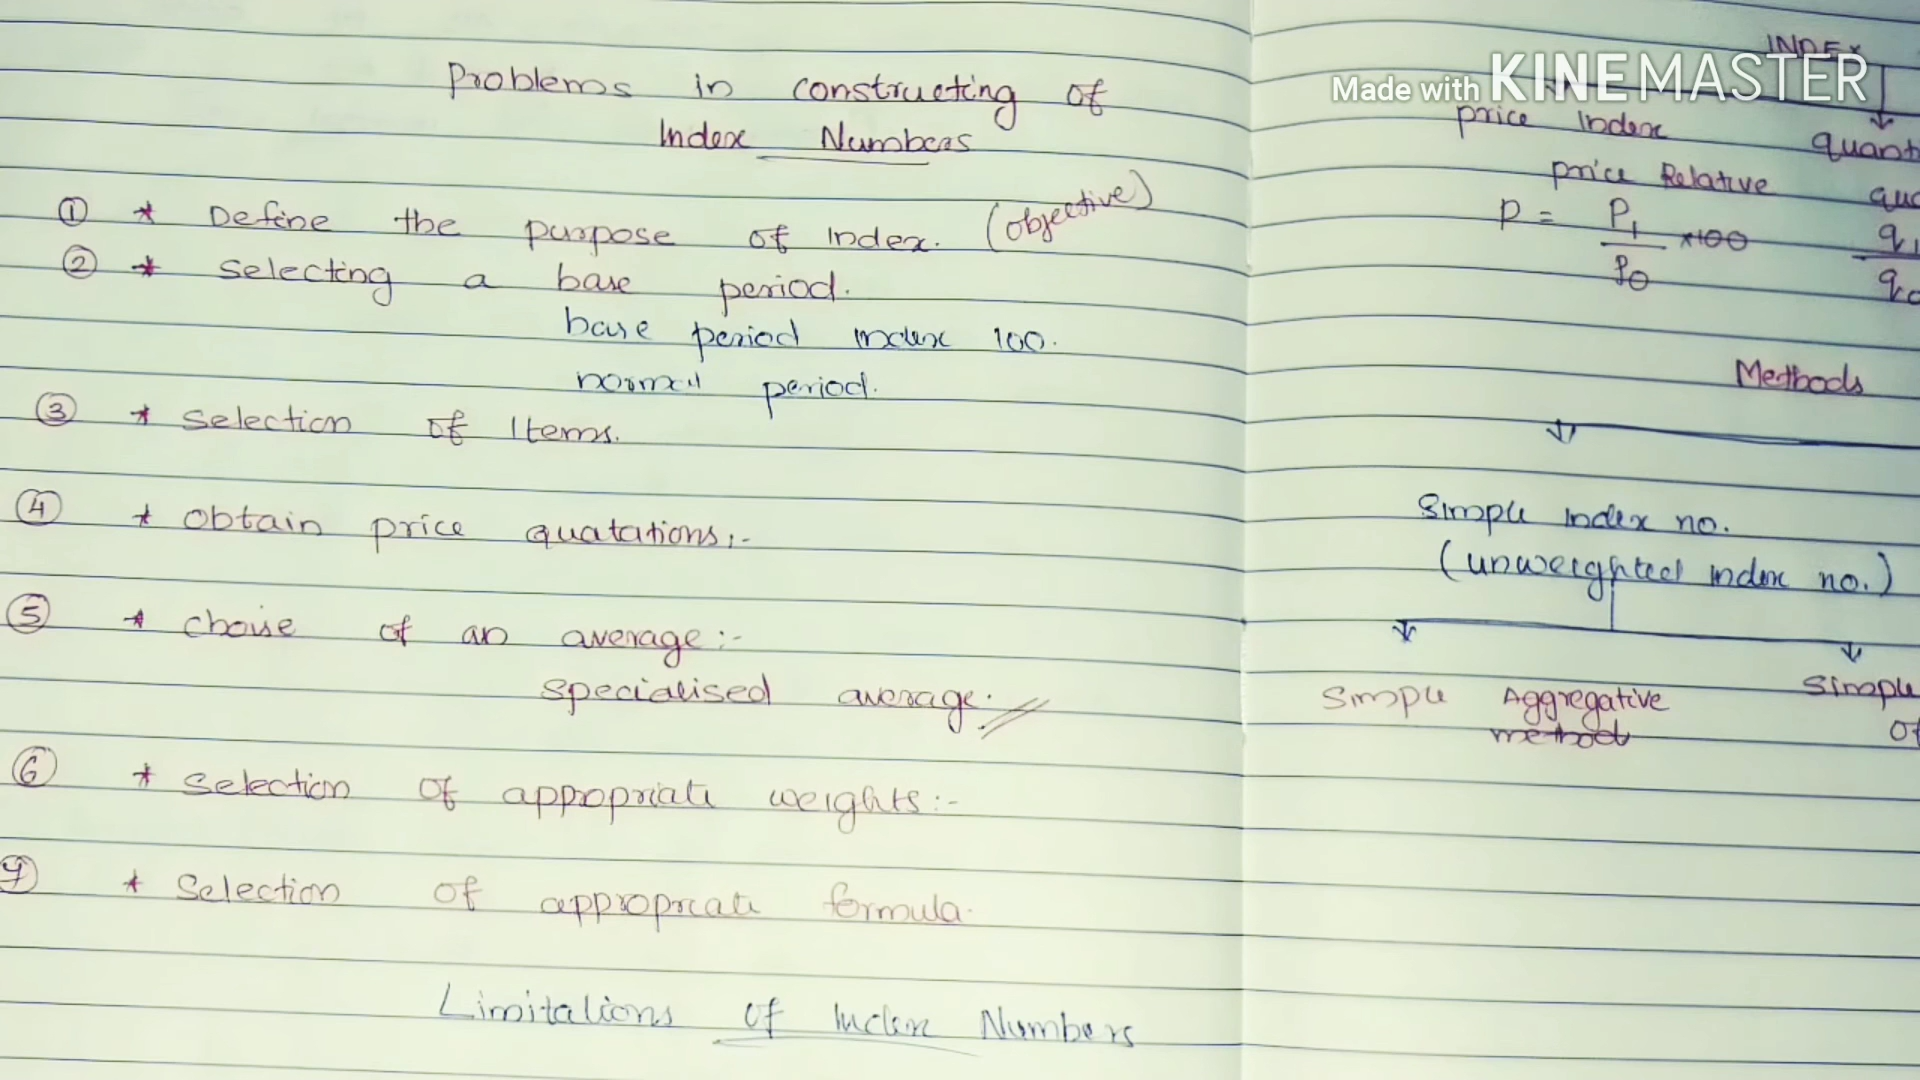 Problems in constructing of
Index Numbers
① * Define the purpose of Index. (objective)
② * selecting a base period.
base period index 100.
normal period.
③ * Selection of Items.
④ * obtain price quatations:-
⑤ * choise of an average:-
specialised average.
⑥ * Selection of appropriate weights:-
⑦ * Selection of appropriate formula.
Limitations of Index Numbers
INDEX
Made with KINEMASTER
price Index
price Relative
P = P₁/P₀ ×100
q₁
q₀
Methods
Simple Index no.
(unweighted index no.)
Simple Aggregative
method
Simple
of